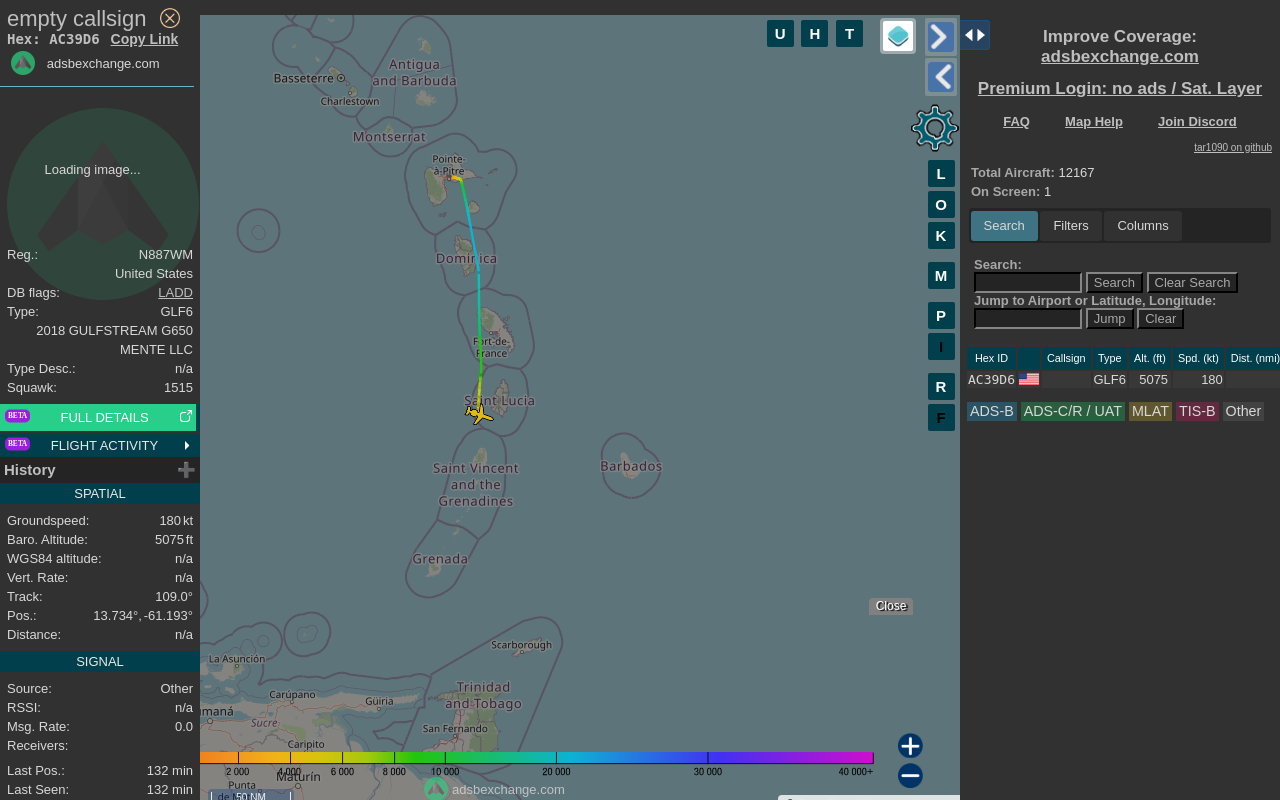 empty callsign
Hex: AC39D6 Copy Link
adsbexchange.com
Loading image...
Reg.: N887WM
United States
DB flags: LADD
Type: GLF6
2018 GULFSTREAM G650
MENTE LLC
Type Desc.: n/a
Squawk: 1515
BETA FULL DETAILS
BETA FLIGHT ACTIVITY
History
SPATIAL
Groundspeed: 180 kt
Baro. Altitude: 5075 ft
WGS84 altitude: n/a
Vert. Rate: n/a
Track: 109.0°
Pos.: 13.734°, -61.193°
Distance: n/a
SIGNAL
Source: Other
RSSI: n/a
Msg. Rate: 0.0
Receivers:
Last Pos.: 132 min
Last Seen: 132 min
U H T
L
O
K
M
P
I
R
F
Antigua
and Barbuda
Basseterre
Charlestown
Montserrat
Pointe-
à-Pitre
Dominica
Fort-de-
France
Saint Lucia
Saint Vincent
and the
Grenadines
Barbados
Grenada
Close
Scarborough
La Asunción
Trinidad
and Tobago
Carúpano
Güiria
umaná
Sucre
San Fernando
Caripito
2 000 4 000 6 000 8 000 10 000 20 000 30 000 40 000+
Maturín
Punta
de M
50 NM
adsbexchange.com
Improve Coverage:
adsbexchange.com
Premium Login: no ads / Sat. Layer
FAQ Map Help Join Discord
tar1090 on github
Total Aircraft: 12167
On Screen: 1
Search Filters Columns
Search:
Search Clear Search
Jump to Airport or Latitude, Longitude:
Jump Clear
Hex ID Callsign Type Alt. (ft) Spd. (kt) Dist. (nmi)
AC39D6 GLF6 5075 180
ADS-B ADS-C/R / UAT MLAT TIS-B Other